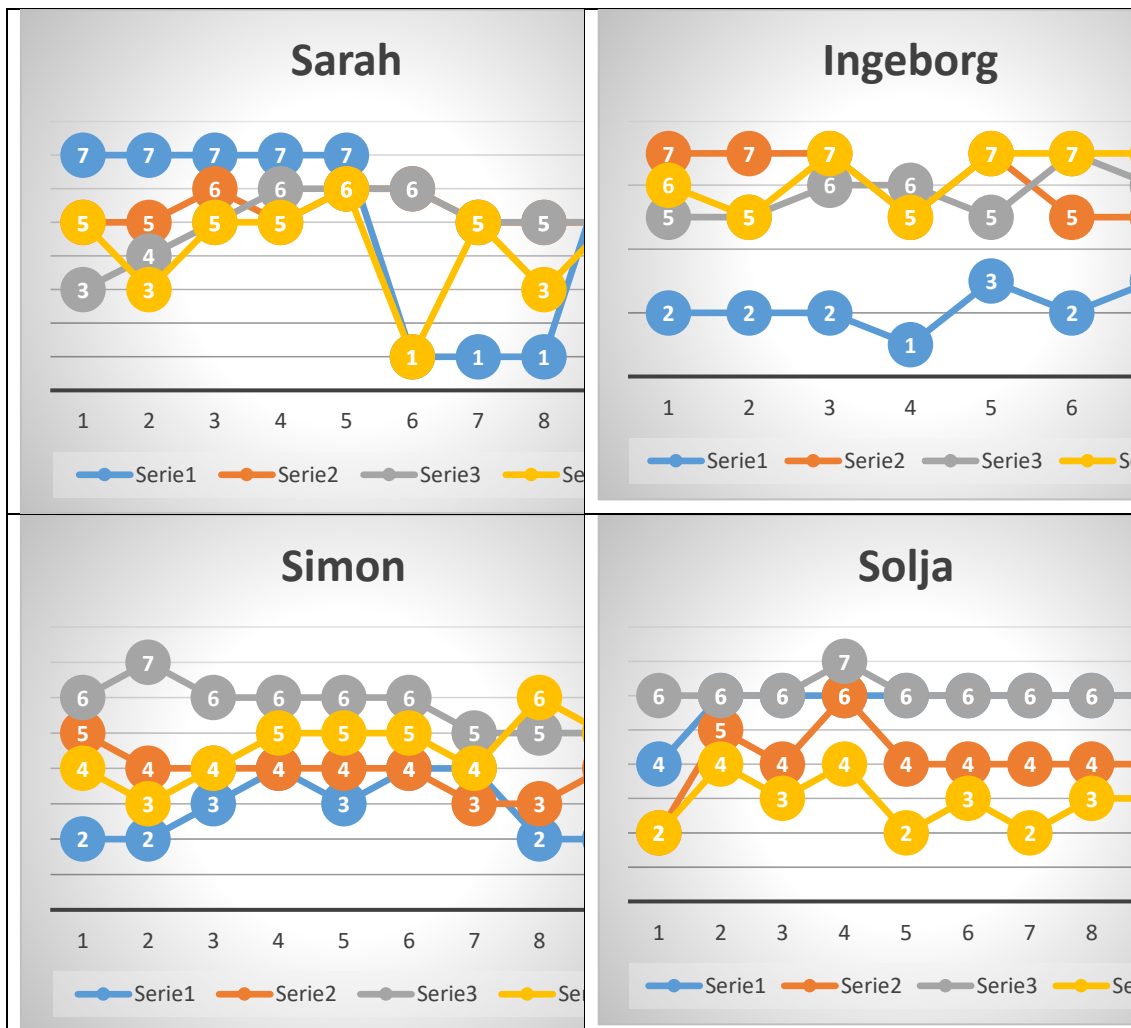 Sarah
7 7 7 7 7
6 6 6 6
5 5 5 5 5 5
4
3 3 3
1 1 1
1 2 3 4 5 6 7 8
Serie1 Serie2 Serie3 Se
Ingeborg
7 7 7 7 7
6 6 6
5 5 5 5 5
3
2 2 2 2
1
1 2 3 4 5 6
Serie1 Serie2 Serie3 S
Simon
7
6 6 6 6 6 6
5 5 5 5 5 5
4 4 4 4 4 4 4
3 3 3 3 3
2 2 2
1 2 3 4 5 6 7 8
Serie1 Serie2 Serie3 Se
Solja
7
6 6 6 6 6 6 6 6
5
4 4 4 4 4 4 4 4
3 3 3
2 2 2
1 2 3 4 5 6 7 8
Serie1 Serie2 Serie3 S